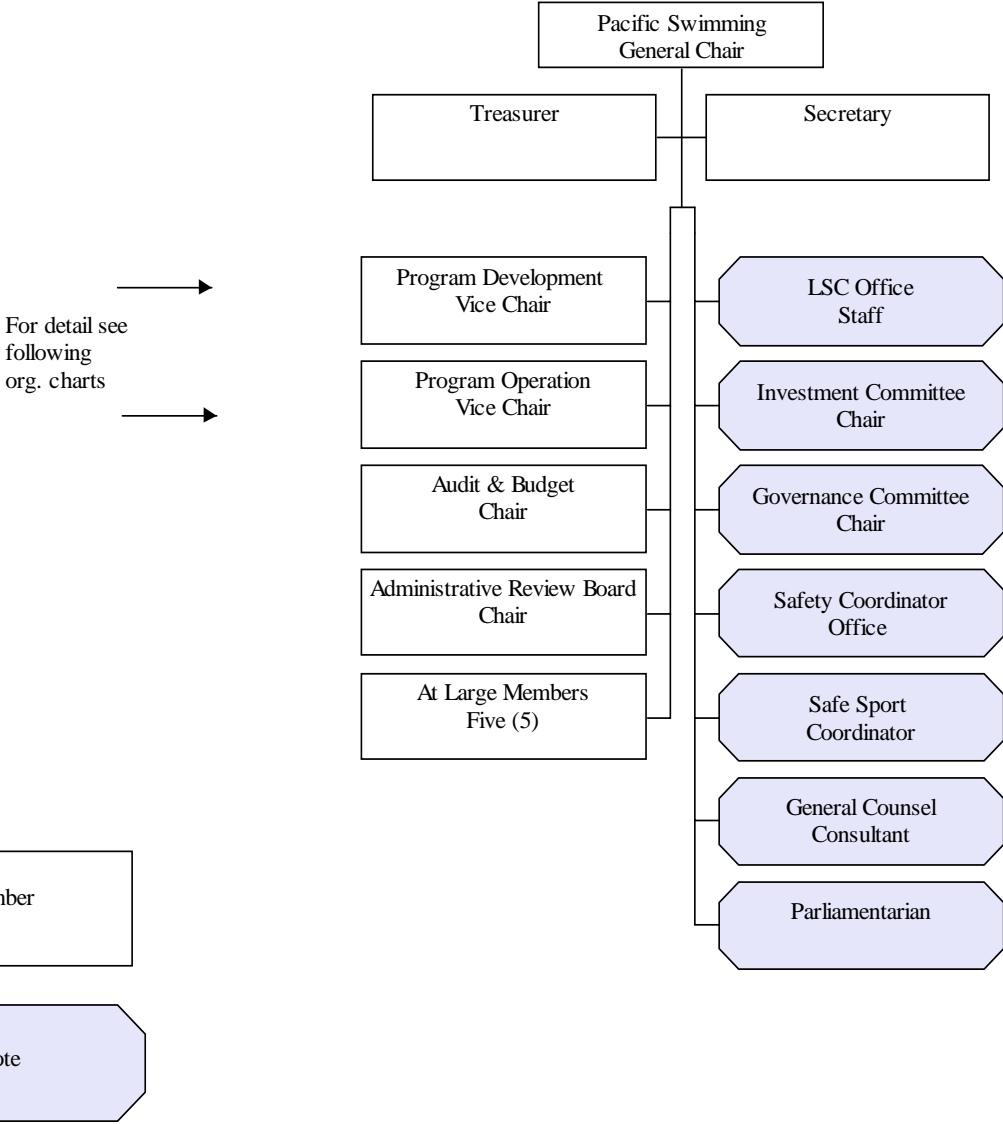 Pacific Swimming
General Chair
Treasurer
Secretary
For detail see
following
org. charts
Program Development
Vice Chair
Program Operation
Vice Chair
Audit & Budget
Chair
Administrative Review Board
Chair
At Large Members
Five (5)
LSC Office
Staff
Investment Committee
Chair
Governance Committee
Chair
Safety Coordinator
Office
Safe Sport
Coordinator
General Counsel
Consultant
Parliamentarian